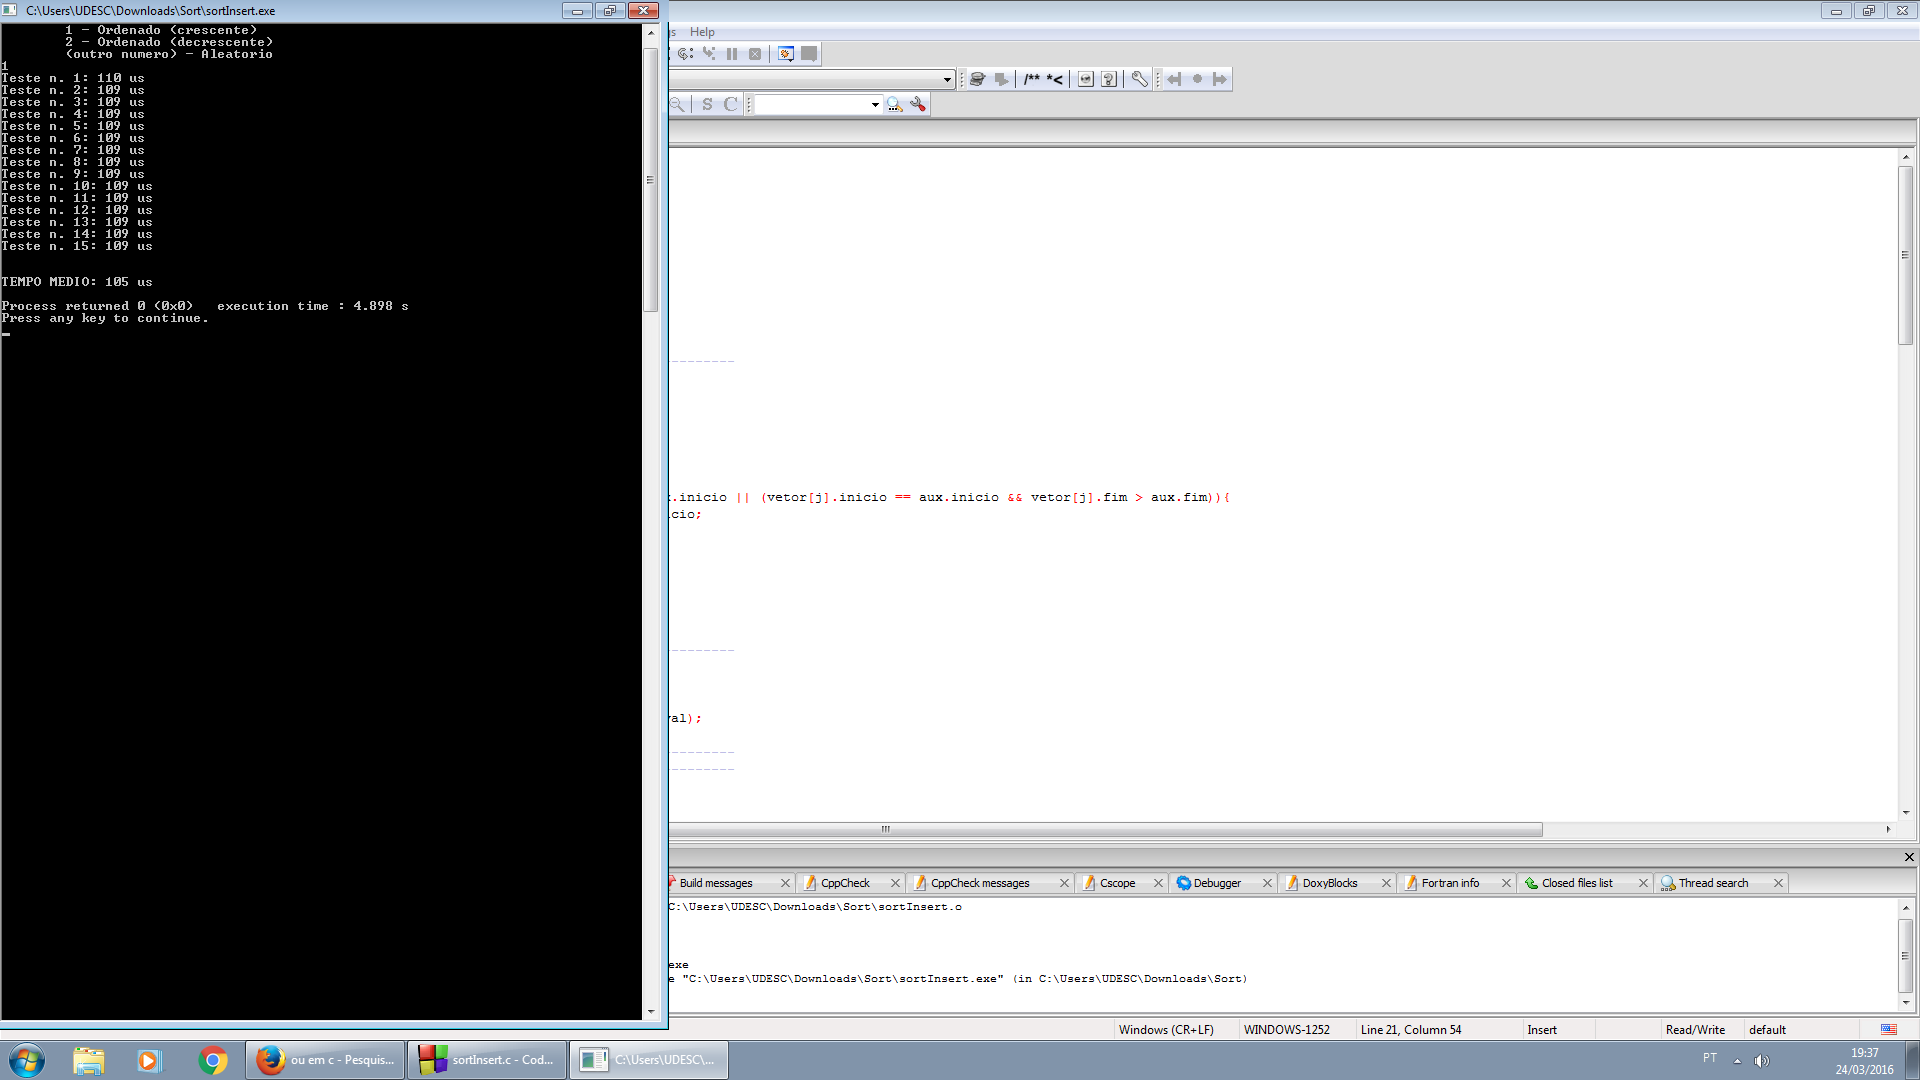 C:\Users\UDESC\Downloads\Sort\sortInsert.exe
1 - Ordenado (crescente)
2 - Ordenado (decrescente)
(outro numero) - Aleatorio
1
Teste n. 1: 110 us
Teste n. 2: 109 us
Teste n. 3: 109 us
Teste n. 4: 109 us
Teste n. 5: 109 us
Teste n. 6: 109 us
Teste n. 7: 109 us
Teste n. 8: 109 us
Teste n. 9: 109 us
Teste n. 10: 109 us
Teste n. 11: 109 us
Teste n. 12: 109 us
Teste n. 13: 109 us
Teste n. 14: 109 us
Teste n. 15: 109 us
TEMPO MEDIO: 105 us
Process returned 0 (0x0)   execution time : 4.898 s
Press any key to continue.
Help
/** *<
S C
.inicio || (vetor[j].inicio == aux.inicio && vetor[j].fim > aux.fim)){
cio;
al);
Build messages CppCheck CppCheck messages Cscope Debugger DoxyBlocks Fortran info Closed files list Thread search
C:\Users\UDESC\Downloads\Sort\sortInsert.o
exe
e "C:\Users\UDESC\Downloads\Sort\sortInsert.exe" (in C:\Users\UDESC\Downloads\Sort)
Windows (CR+LF) WINDOWS-1252 Line 21, Column 54 Insert Read/Write default
ou em c - Pesquis... sortInsert.c - Cod... C:\Users\UDESC\... PT 19:37
24/03/2016